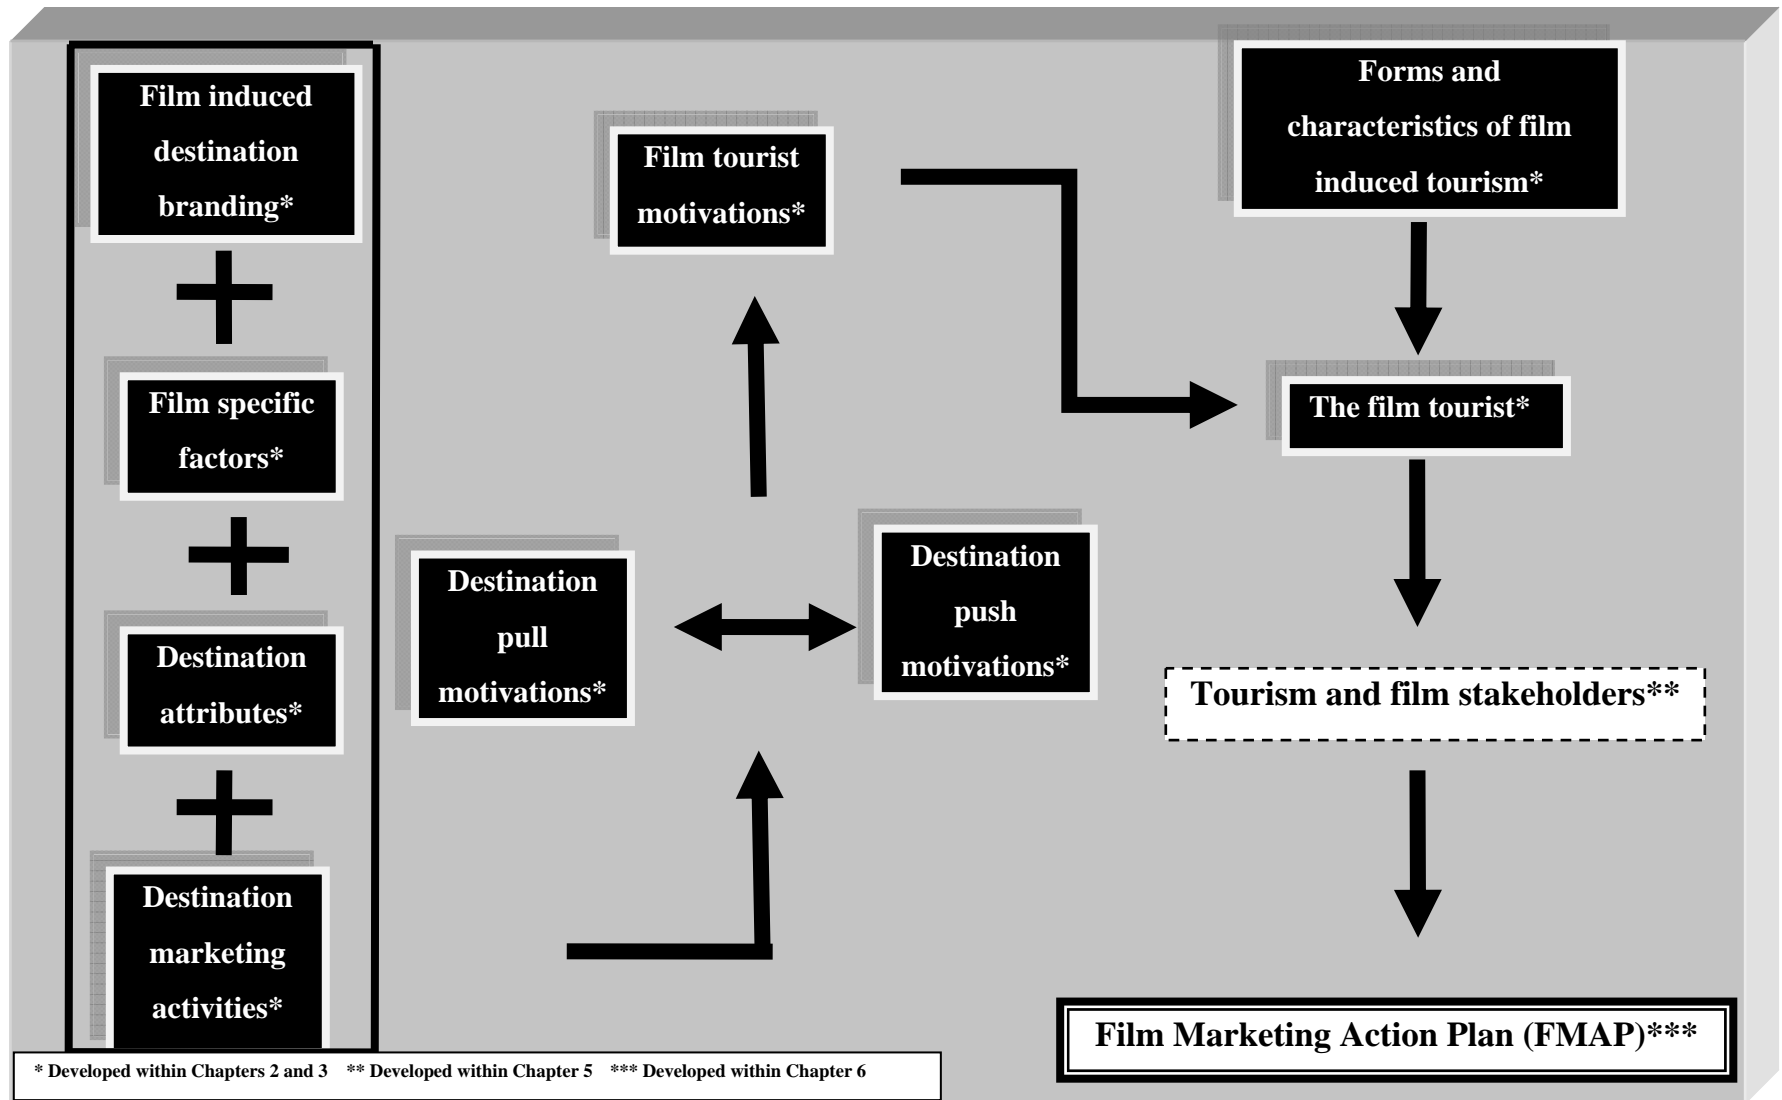 Film induced
destination
branding*
Film specific
factors*
Destination
attributes*
Destination
marketing
activities*
Film tourist
motivations*
Destination
pull
motivations*
Destination
push
motivations*
Forms and
characteristics of film
induced tourism*
The film tourist*
Tourism and film stakeholders**
Film Marketing Action Plan (FMAP)***
* Developed within Chapters 2 and 3 ** Developed within Chapter 5 *** Developed within Chapter 6